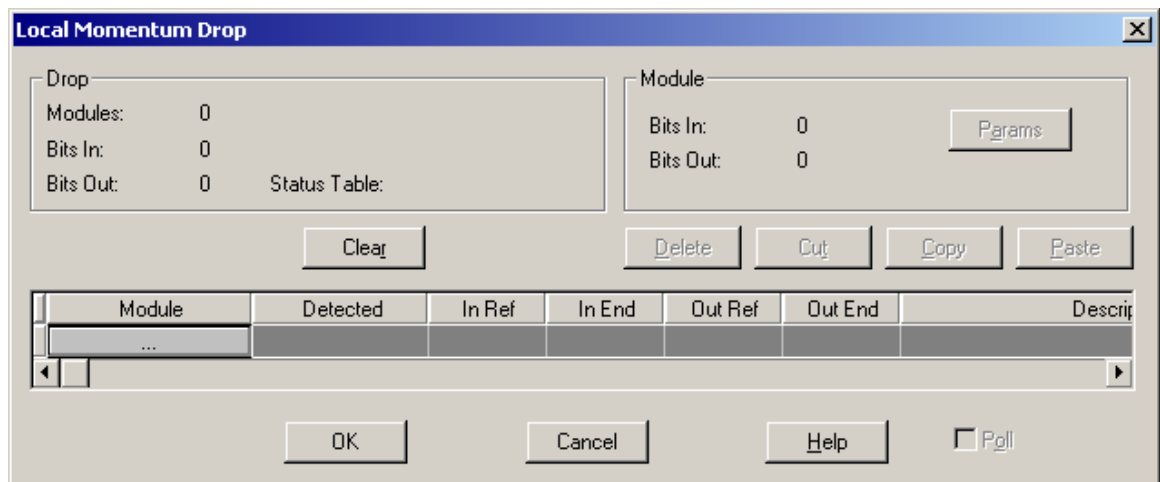 Local Momentum Drop
Drop
Modules: 0
Bits In: 0
Bits Out: 0 Status Table:
Module
Bits In: 0
Bits Out: 0
Params
Clear
Delete
Cut
Copy
Paste
Module Detected In Ref In End Out Ref Out End Descrip
...
OK
Cancel
Help
Poll